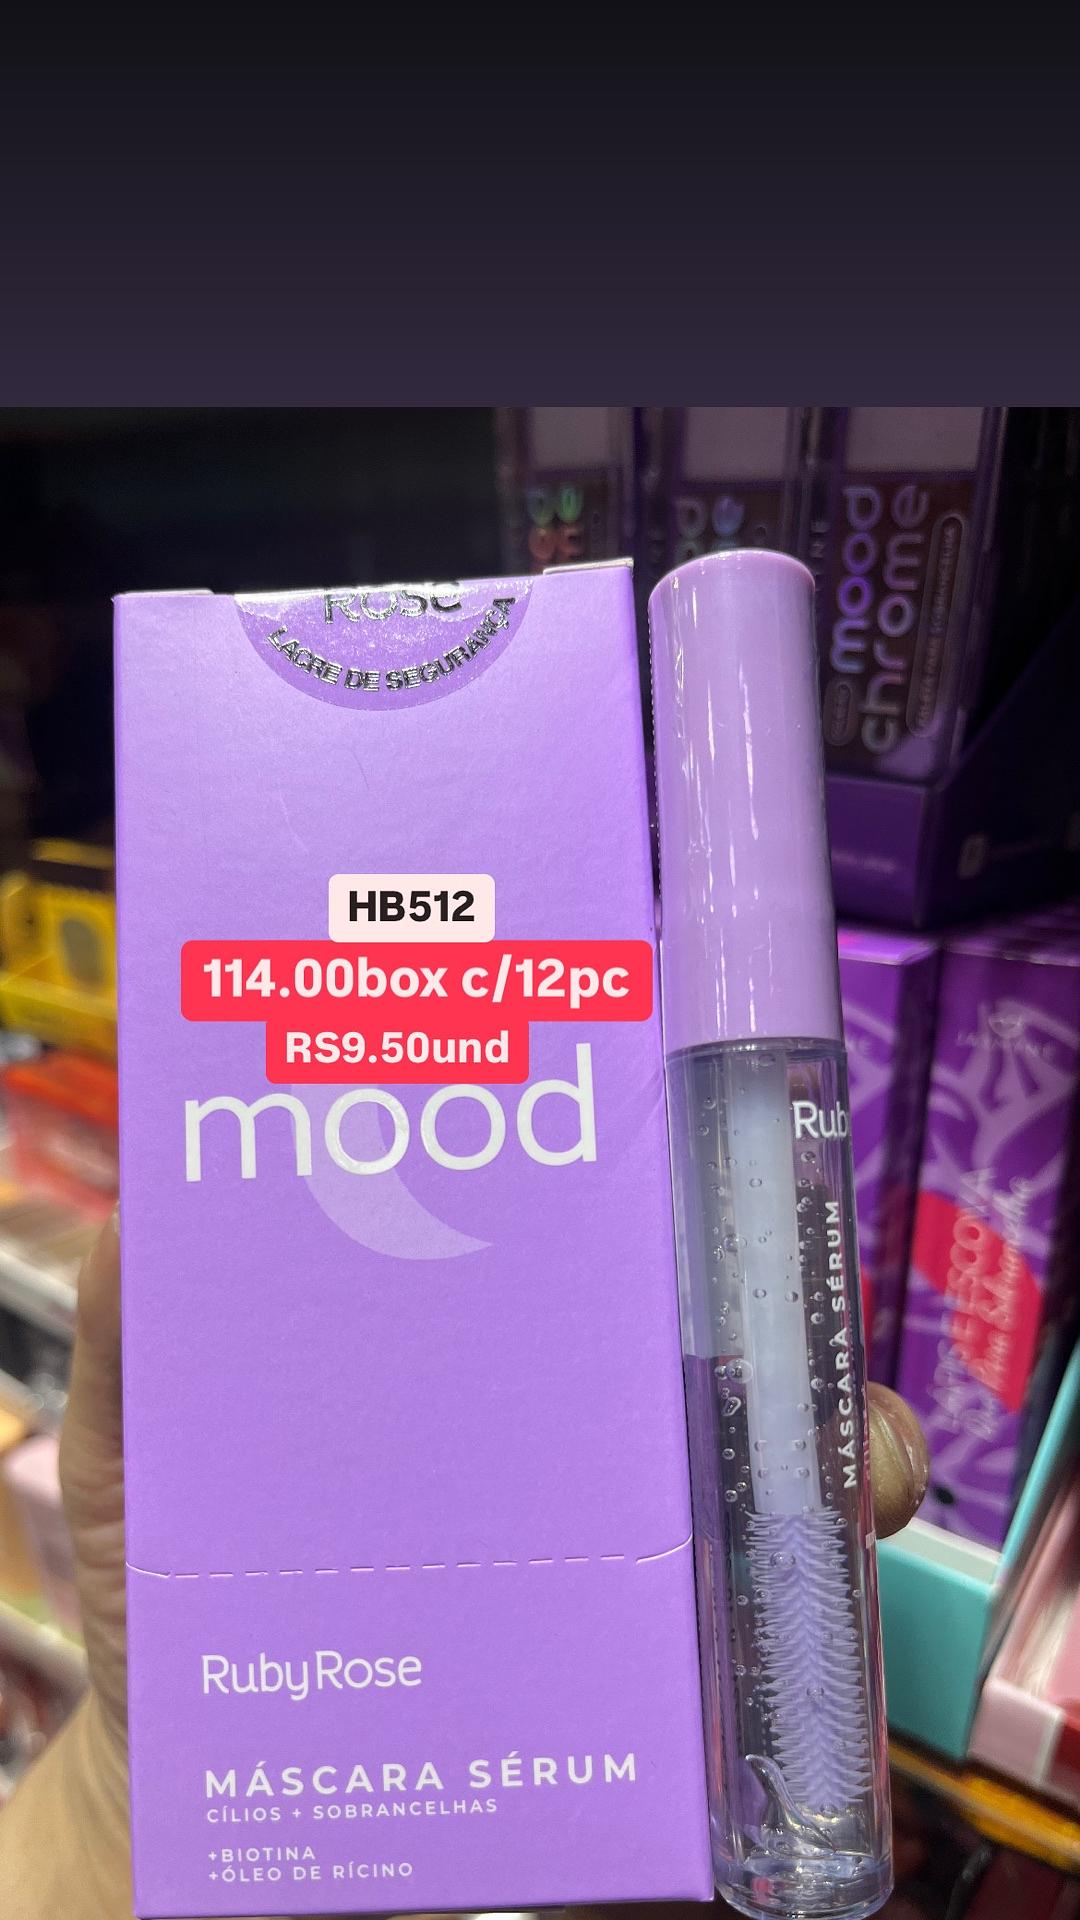 ROSE
LACRE DE SEGURANÇA
mood
chrome
HB512
114.00box c/12pc
RS9.50und
mood
Rub
MÁSCARA SÉRUM
RubyRose
MÁSCARA SÉRUM
CÍLIOS + SOBRANCELHAS
+BIOTINA
+ÓLEO DE RÍCINO